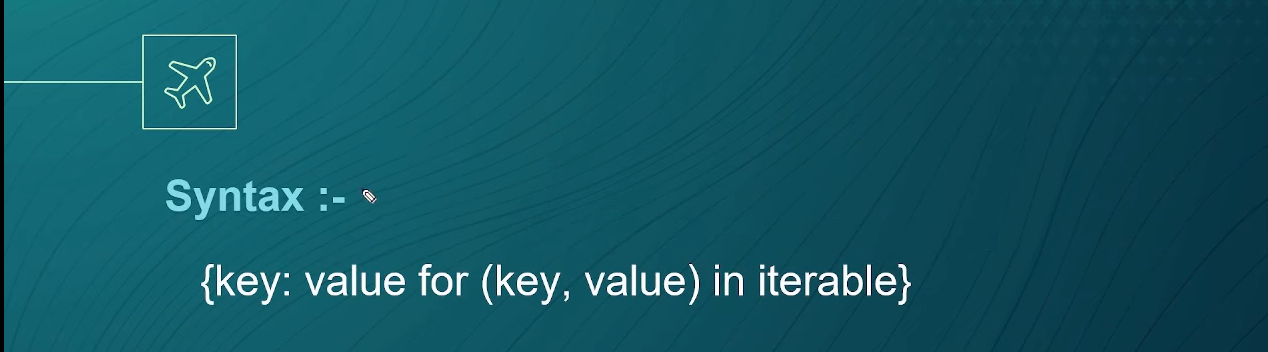 Syntax :-
{key: value for (key, value) in iterable}